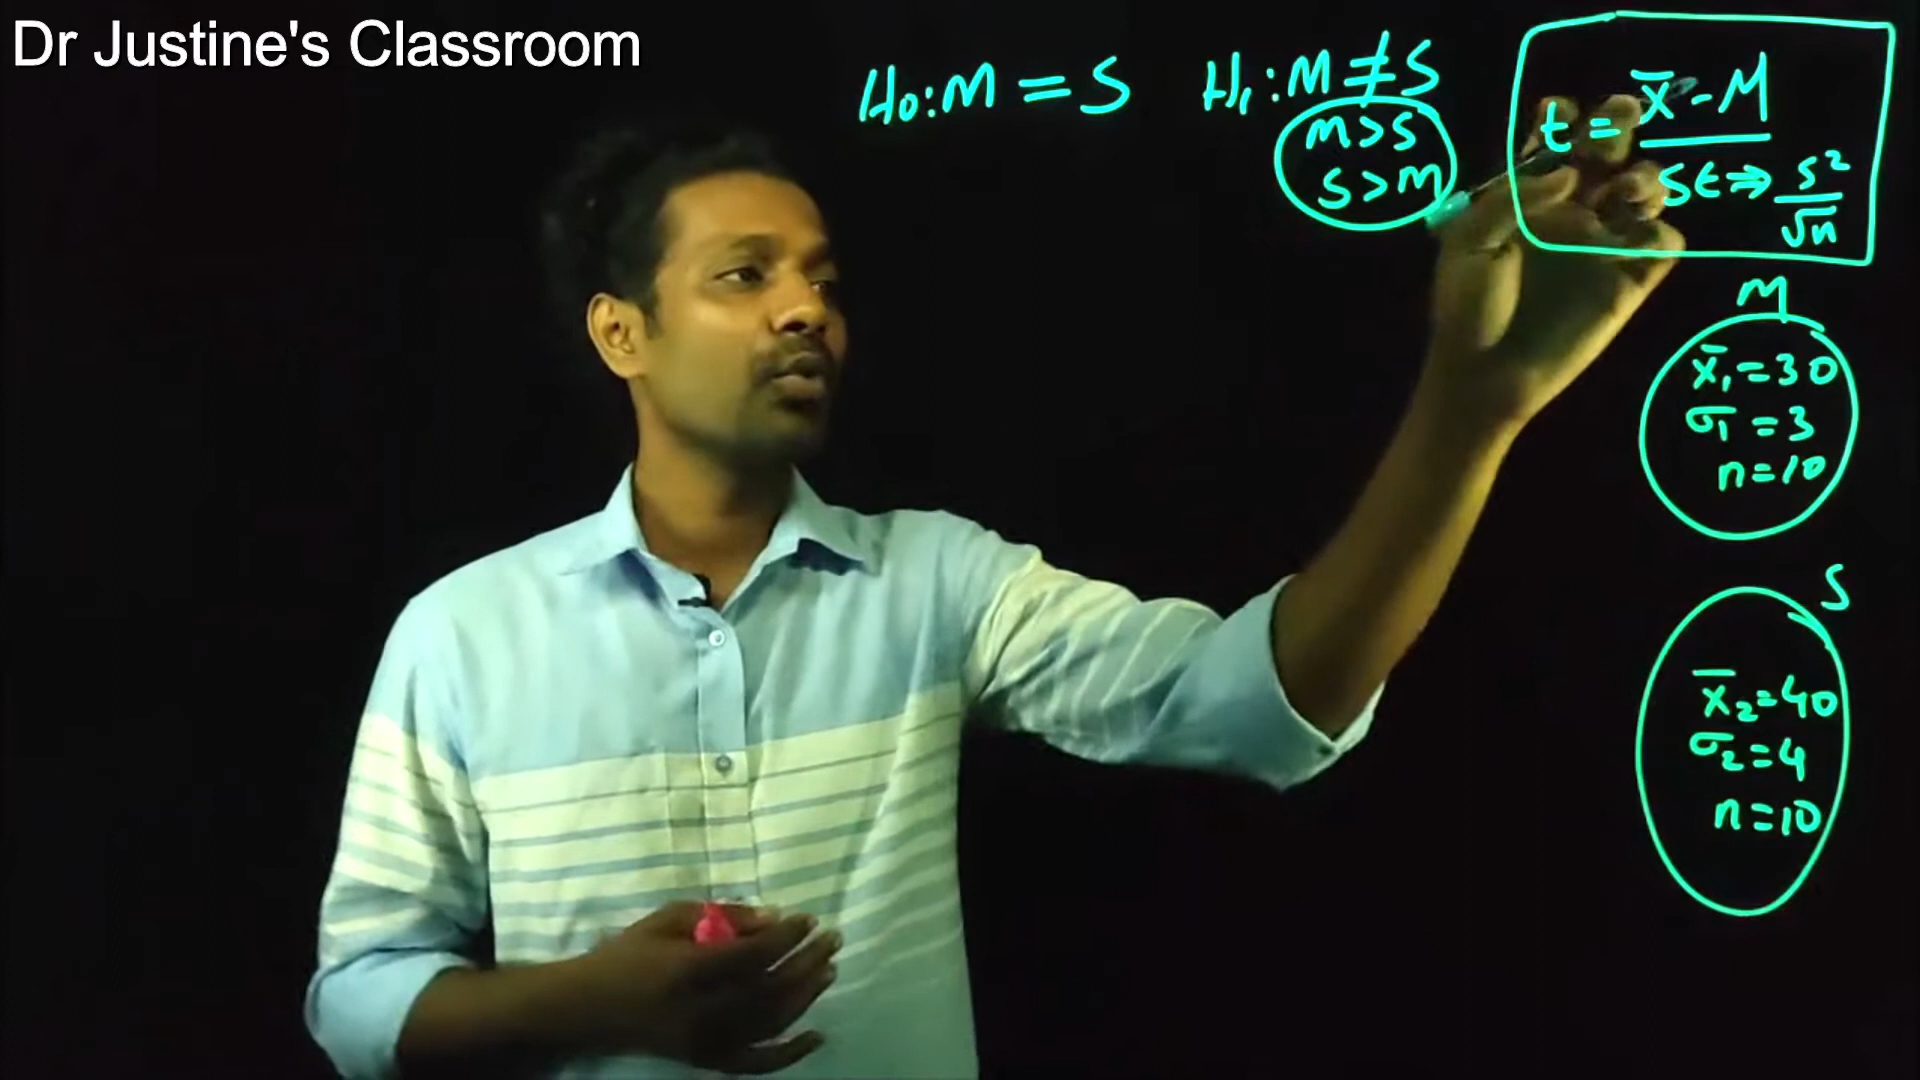 Dr Justine's Classroom
H₀: M = S
H₁: M ≠ S
M > S
S > M
t = x̄ - M / SE ⇒ s² / √n
M
x̄₁ = 30
σ₁ = 3
n = 10
S
x̄₂ = 40
σ₂ = 4
n = 10